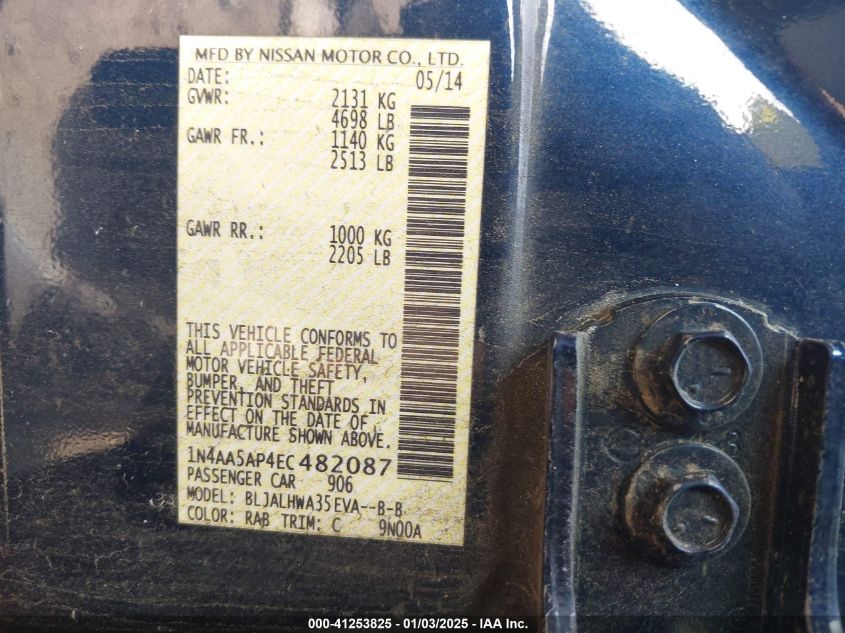 MFD BY NISSAN MOTOR CO., LTD.
DATE: 05/14
GVWR: 2131 KG
4698 LB
GAWR FR.: 1140 KG
2513 LB
GAWR RR.: 1000 KG
2205 LB
THIS VEHICLE CONFORMS TO
ALL APPLICABLE FEDERAL
MOTOR VEHICLE SAFETY,
BUMPER, AND THEFT
PREVENTION STANDARDS IN
EFFECT ON THE DATE OF
MANUFACTURE SHOWN ABOVE.
1N4AA5AP4EC482087
PASSENGER CAR 906
MODEL: BLJALHWA35EVA--B-B
COLOR: RAB TRIM: C 9N00A
000-41253825 - 01/03/2025 - IAA Inc.